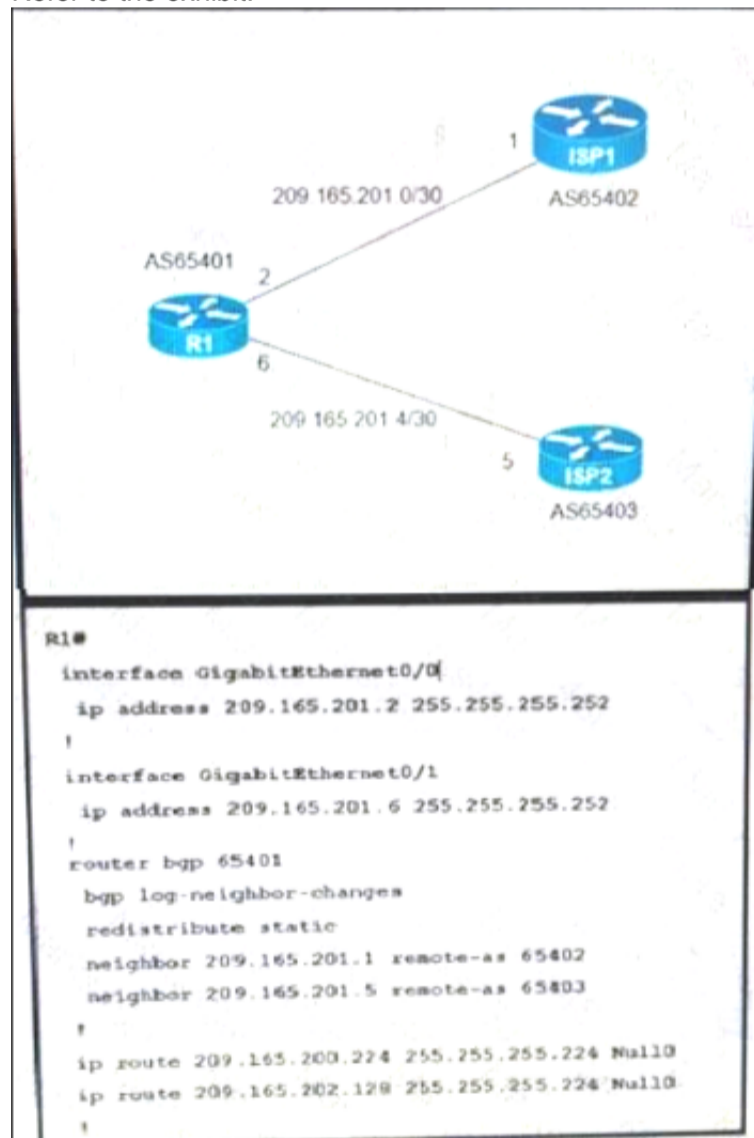 1
ISP1
209 165.201 0/30
AS65402
AS65401
2
R1
6
209 165 201 4/30
5
ISP2
AS65403
R1#
interface GigabitEthernet0/0
ip address 209.165.201.2 255.255.255.252
!
interface GigabitEthernet0/1
ip address 209.165.201.6 255.255.255.252
!
router bgp 65401
bgp log-neighbor-changes
redistribute static
neighbor 209.165.201.1 remote-as 65402
neighbor 209.165.201.5 remote-as 65403
!
ip route 209.165.200.224 255.255.255.224 Null0
ip route 209.165.202.128 255.255.255.224 Null0
!